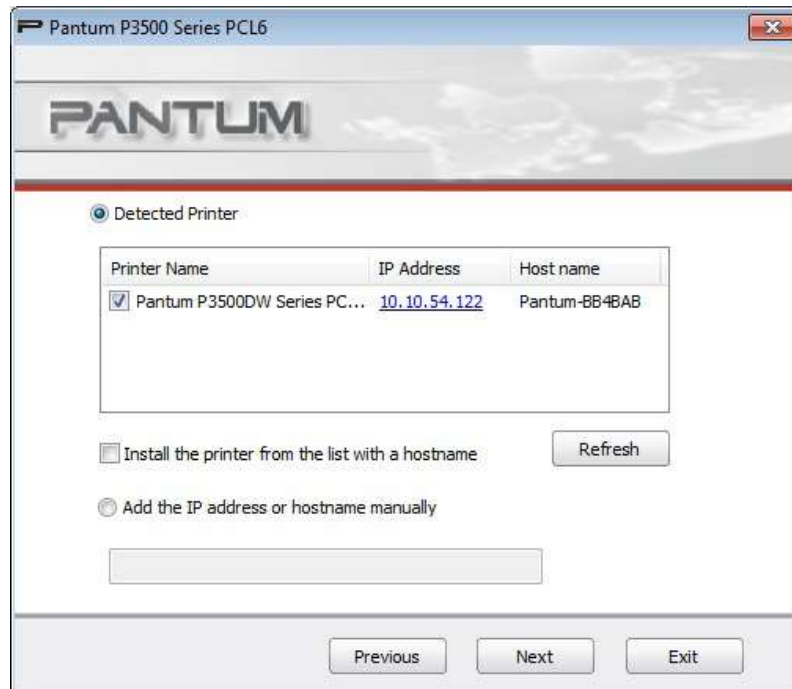 Pantum P3500 Series PCL6
PANTUM
Detected Printer
Printer Name IP Address Host name
Pantum P3500DW Series PC... 10.10.54.122 Pantum-BB4BAB
Install the printer from the list with a hostname Refresh
Add the IP address or hostname manually
Previous Next Exit